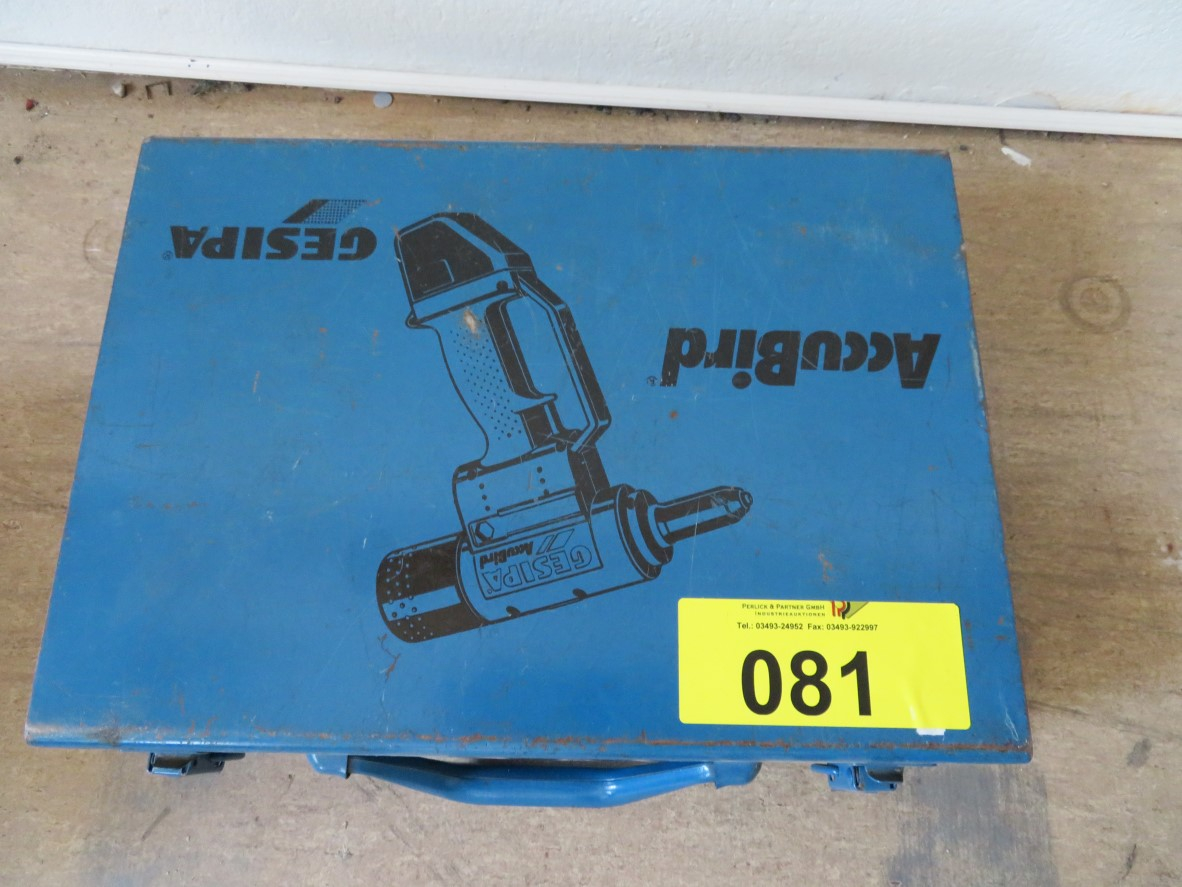 GESIPA®
AccuBird®
GESIPA®
AccuBird
PERLICK & PARTNER GMBH
INDUSTRIEAUKTIONEN
Tel.: 03493-24952 Fax: 03493-922997
081